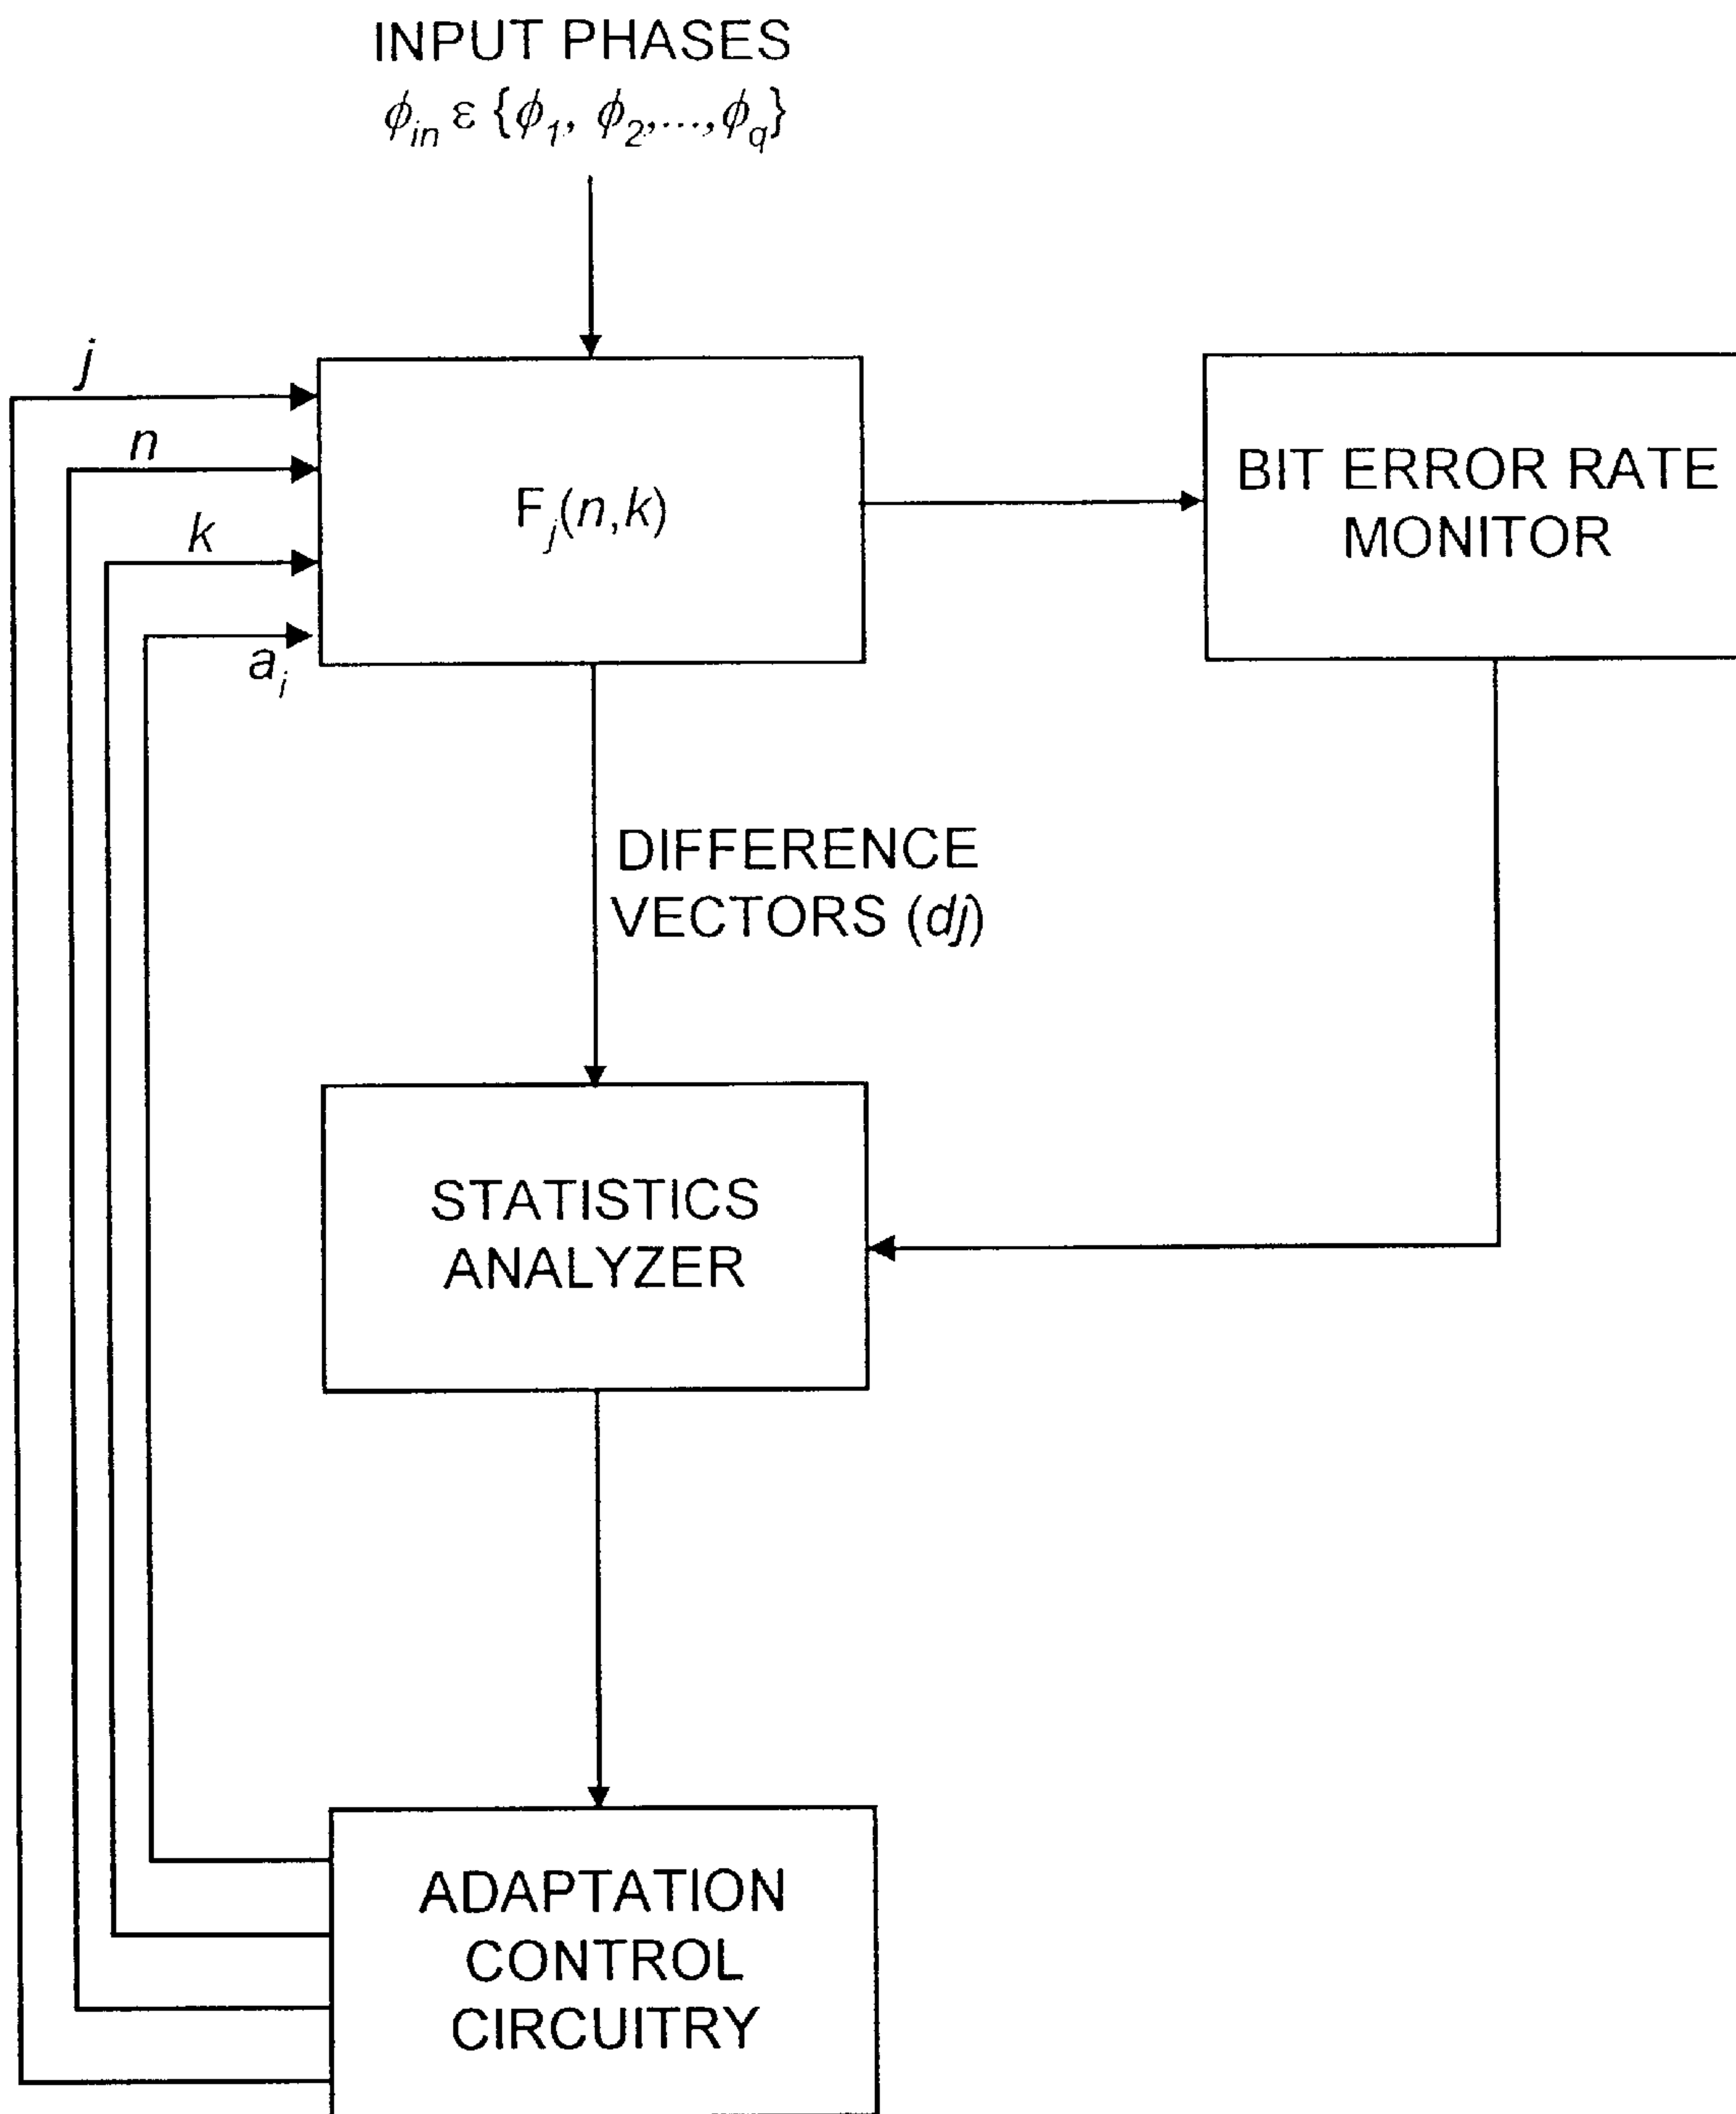 INPUT PHASES
ϕin ε {ϕ1, ϕ2,...,ϕq}
j
n
k
ai
Fj(n,k)
BIT ERROR RATE
MONITOR
DIFFERENCE
VECTORS (dj)
STATISTICS
ANALYZER
ADAPTATION
CONTROL
CIRCUITRY